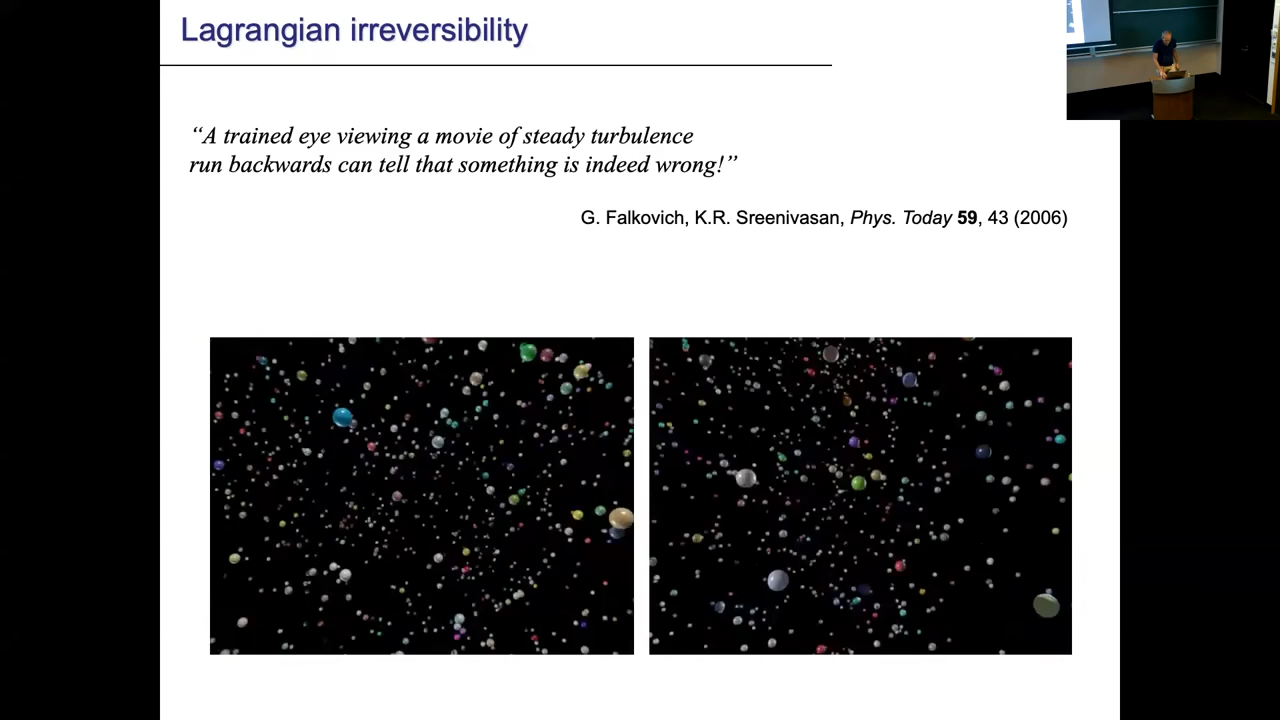 Lagrangian irreversibility
“A trained eye viewing a movie of steady turbulence
run backwards can tell that something is indeed wrong!”
G. Falkovich, K.R. Sreenivasan, Phys. Today 59, 43 (2006)